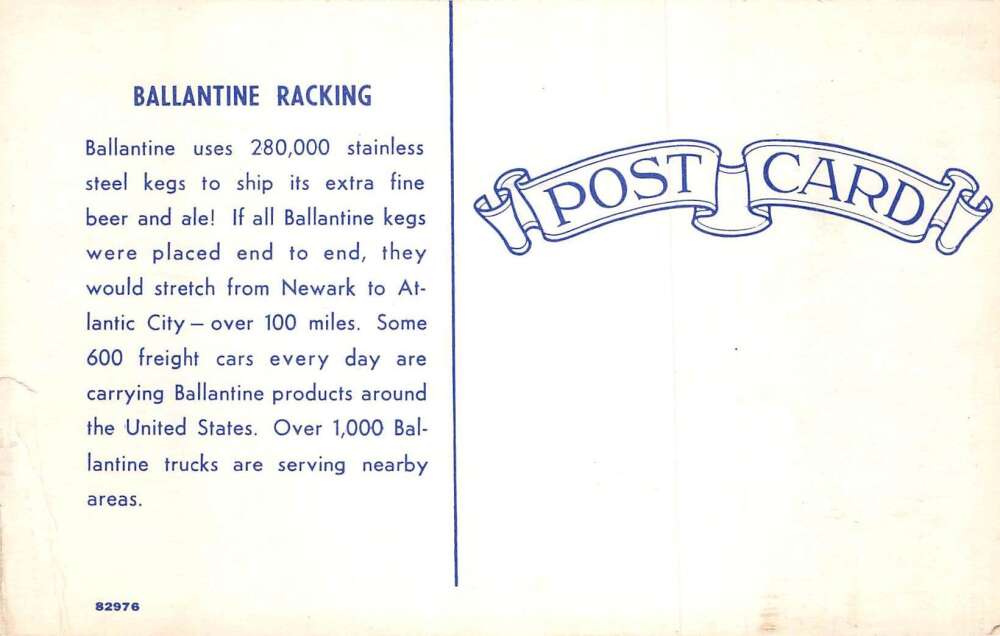 BALLANTINE RACKING
Ballantine uses 280,000 stainless
steel kegs to ship its extra fine
beer and ale! If all Ballantine kegs
were placed end to end, they
would stretch from Newark to At-
lantic City — over 100 miles. Some
600 freight cars every day are
carrying Ballantine products around
the United States. Over 1,000 Bal-
lantine trucks are serving nearby
areas.
82976
POST CARD